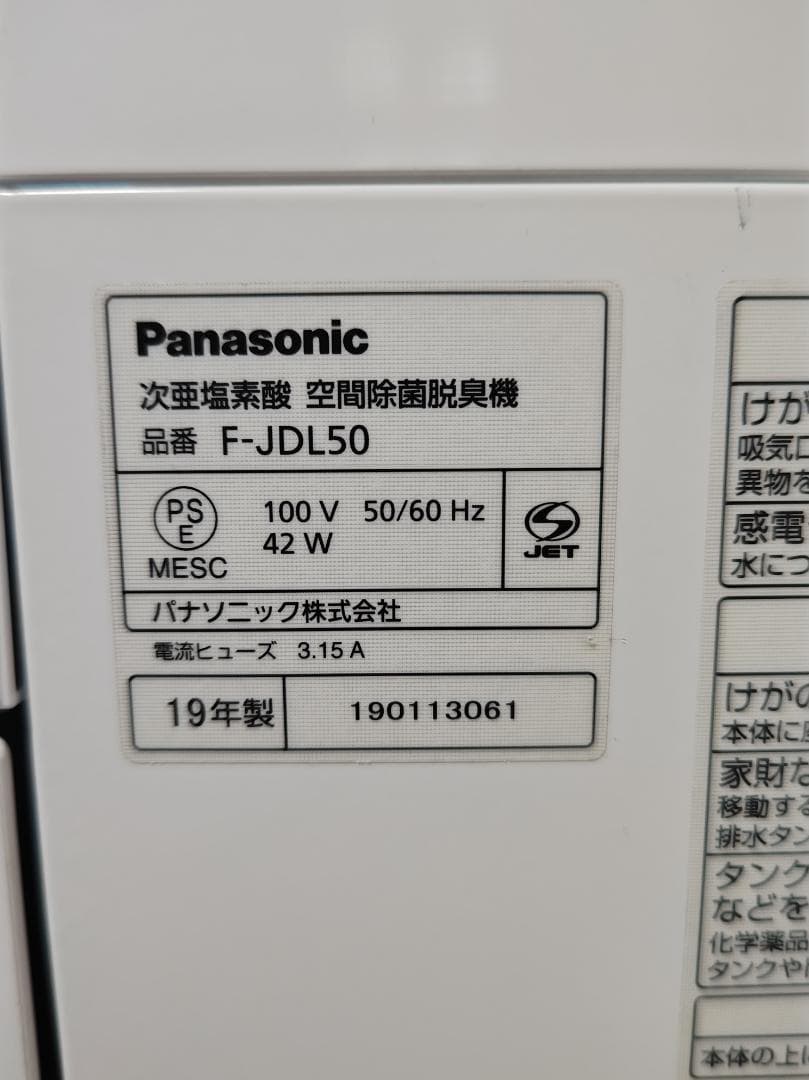 Panasonic
次亜塩素酸 空間除菌脱臭機
品番 F-JDL50
PS
E
MESC
100 V 50/60 Hz
42 W
JET
パナソニック株式会社
電流ヒューズ 3.15 A
19年製 190113061
けが
吸気口
異物を
感電
水につ
けがの
本体に
家財な
移動する
排水タン
タンク
などを
化学薬品
タンクや
本体の上に